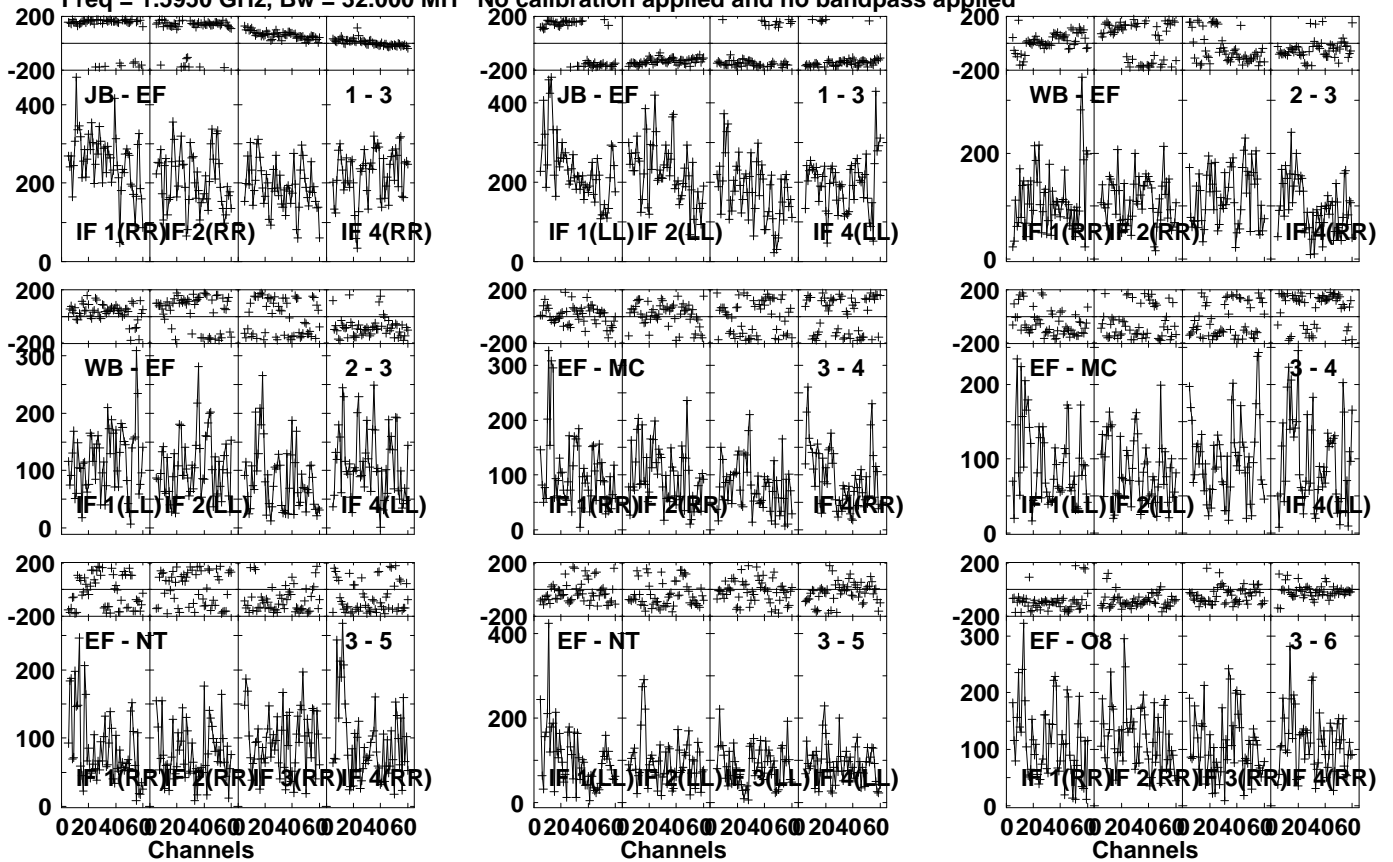 Freq = 1.5950 GHz, Bw = 32.000 MH No calibration applied and no bandpass applied
200
-200
JB - EF 1 - 3
400
200
0
IF 1(RR) IF 2(RR) IF 4(RR)
200
-200
JB - EF 1 - 3
400
200
0
IF 1(LL) IF 2(LL) IF 4(LL)
200
-200
WB - EF 2 - 3
200
0
IF 1(RR) IF 2(RR) IF 4(RR)
200
-200
300
WB - EF 2 - 3
200
100
0
IF 1(LL) IF 2(LL) IF 4(LL)
200
-200
300
EF - MC 3 - 4
200
100
0
IF 1(RR) IF 2(RR) IF 4(RR)
200
-200
EF - MC 3 - 4
200
100
0
IF 1(LL) IF 2(LL) IF 4(LL)
200
-200
EF - NT 3 - 5
200
100
0
IF 1(RR) IF 2(RR) IF 3(RR) IF 4(RR)
0 20 40 60 0 20 40 60 0 20 40 60 0 20 40 60
Channels
200
-200
400
EF - NT 3 - 5
200
0
IF 1(LL) IF 2(LL) IF 3(LL) IF 4(LL)
0 20 40 60 0 20 40 60 0 20 40 60 0 20 40 60
Channels
200
-200
300
EF - O8 3 - 6
200
100
0
IF 1(RR) IF 2(RR) IF 3(RR) IF 4(RR)
0 20 40 60 0 20 40 60 0 20 40 60 0 20 40 60
Channels